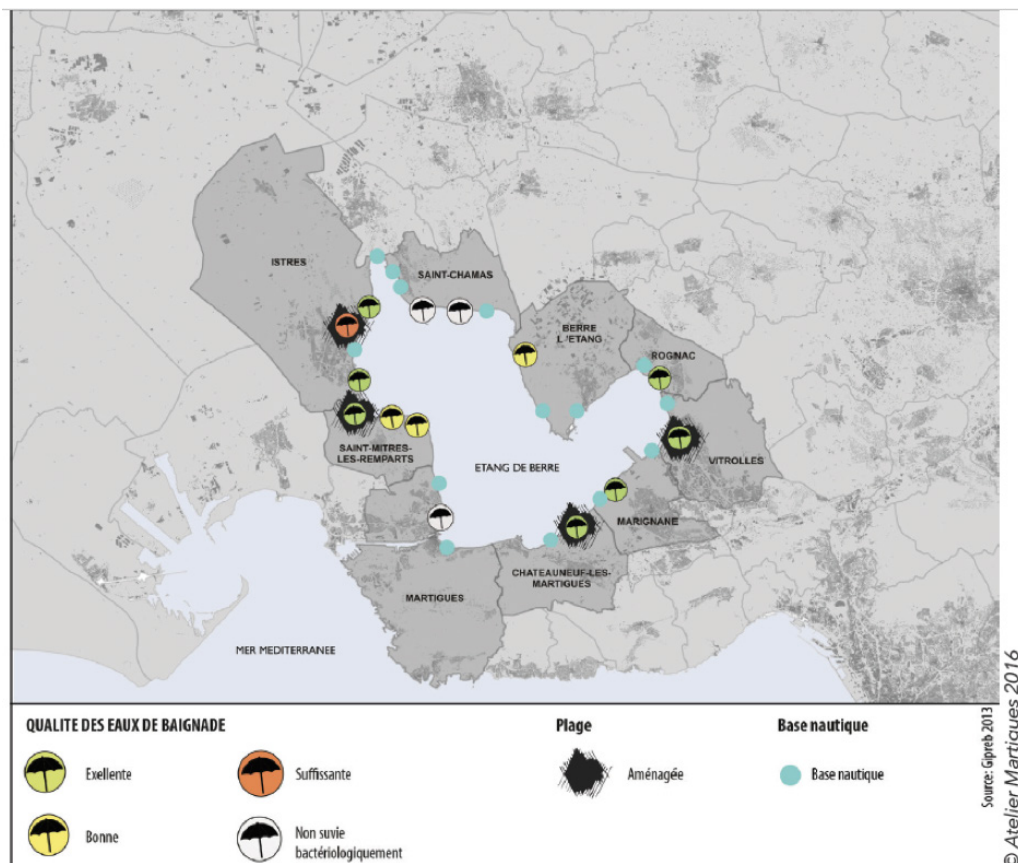 ISTRES
SAINT-CHAMAS
BERRE
L 'ETANG
ROGNAC
VITROLLES
SAINT-MITRES-
LES-REMPARTS
ETANG DE BERRE
MARIGNANE
CHATEAUNEUF-LES-
MARTIGUES
MARTIGUES
MER MEDITERRANEE
QUALITE DES EAUX DE BAIGNADE
Exellente
Bonne
Suffissante
Non suvie
bactériologiquement
Plage
Aménagée
Base nautique
Base nautique
Source: Gipreb 2013
© Atelier Martigues 2016